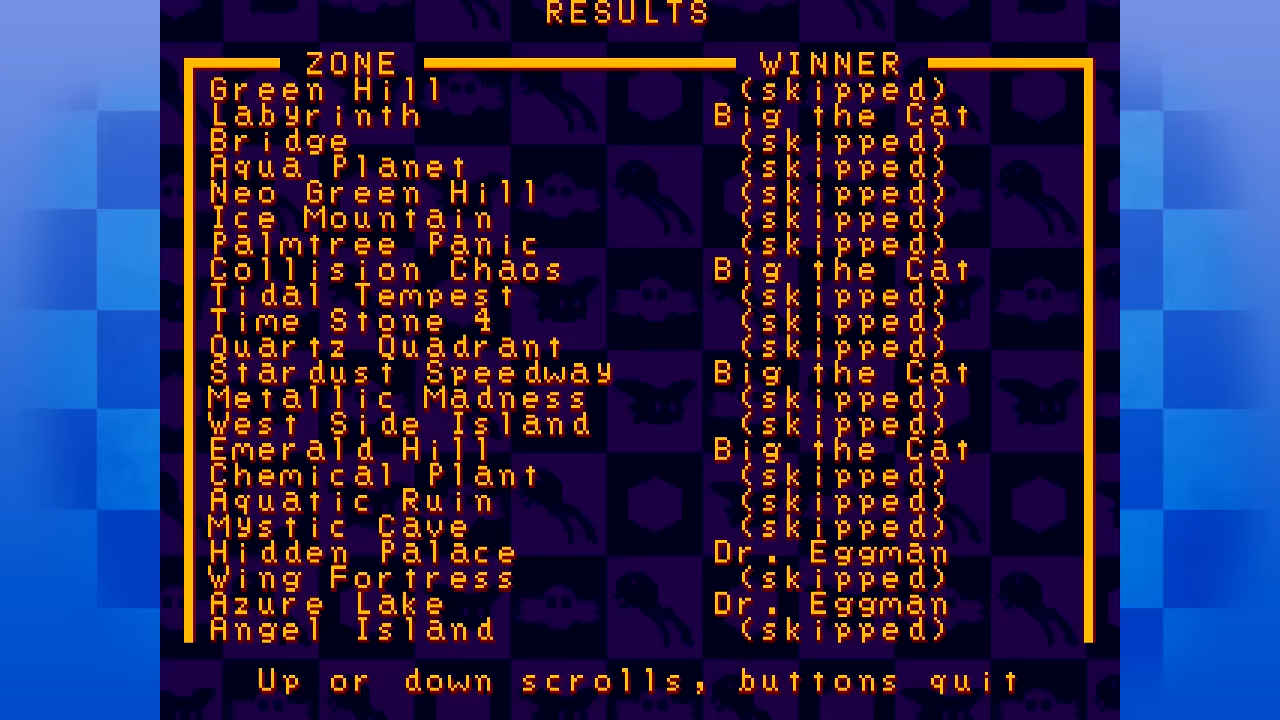 RESULTS
ZONE WINNER
Green Hill (skipped)
Labyrinth Big the Cat
Bridge (skipped)
Aqua Planet (skipped)
Neo Green Hill (skipped)
Ice Mountain (skipped)
Palmtree Panic (skipped)
Collision Chaos Big the Cat
Tidal Tempest (skipped)
Time Stone 4 (skipped)
Quartz Quadrant (skipped)
Stardust Speedway Big the Cat
Metallic Madness (skipped)
West Side Island (skipped)
Emerald Hill Big the Cat
Chemical Plant (skipped)
Aquatic Ruin (skipped)
Mystic Cave (skipped)
Hidden Palace Dr. Eggman
Wing Fortress (skipped)
Azure Lake Dr. Eggman
Angel Island (skipped)
Up or down scrolls, buttons quit